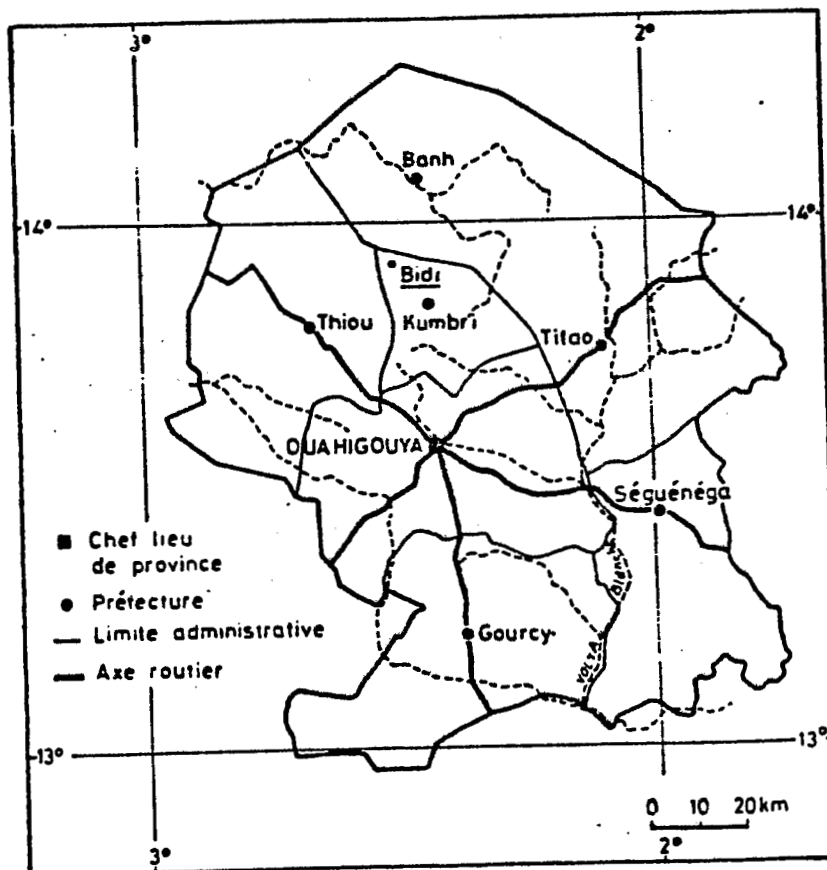 3°
2°
Banh
14°
14°
Bidi
Kumbri
Thiou
Titao
OUAHIGOUYA
Séguénéga
Chef lieu
de province
Préfecture
Limite administrative
Axe routier
Gourcy
VOLTA
13°
13°
0 10 20km
3°
2°